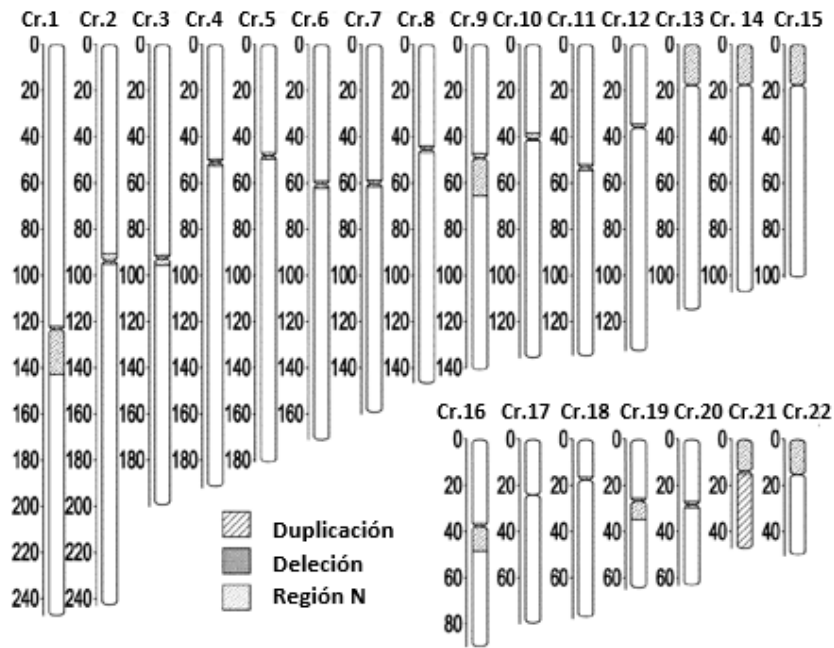 Cr.1 Cr.2 Cr.3 Cr.4 Cr.5 Cr.6 Cr.7 Cr.8 Cr.9 Cr.10 Cr.11 Cr.12 Cr.13 Cr. 14 Cr.15
0 0 0 0 0 0 0 0 0 0 0 0 0 0 0
20 20 20 20 20 20 20 20 20 20 20 20 20 20 20
40 40 40 40 40 40 40 40 40 40 40 40 40 40 40
60 60 60 60 60 60 60 60 60 60 60 60 60 60 60
80 80 80 80 80 80 80 80 80 80 80 80 80 80 80
100 100 100 100 100 100 100 100 100 100 100 100 100 100 100
120 120 120 120 120 120 120 120 120 120 120 120
140 140 140 140 140 140 140 140 140
160 160 160 160 160 160
180 180 180 180 180
200 200
220 220
240 240
Cr.16 Cr.17 Cr.18 Cr.19 Cr.20 Cr.21 Cr.22
0 0 0 0 0 0 0
20 20 20 20 20 20 20
40 40 40 40 40 40 40
60 60 60 60 60
80
Duplicación
Deleción
Región N